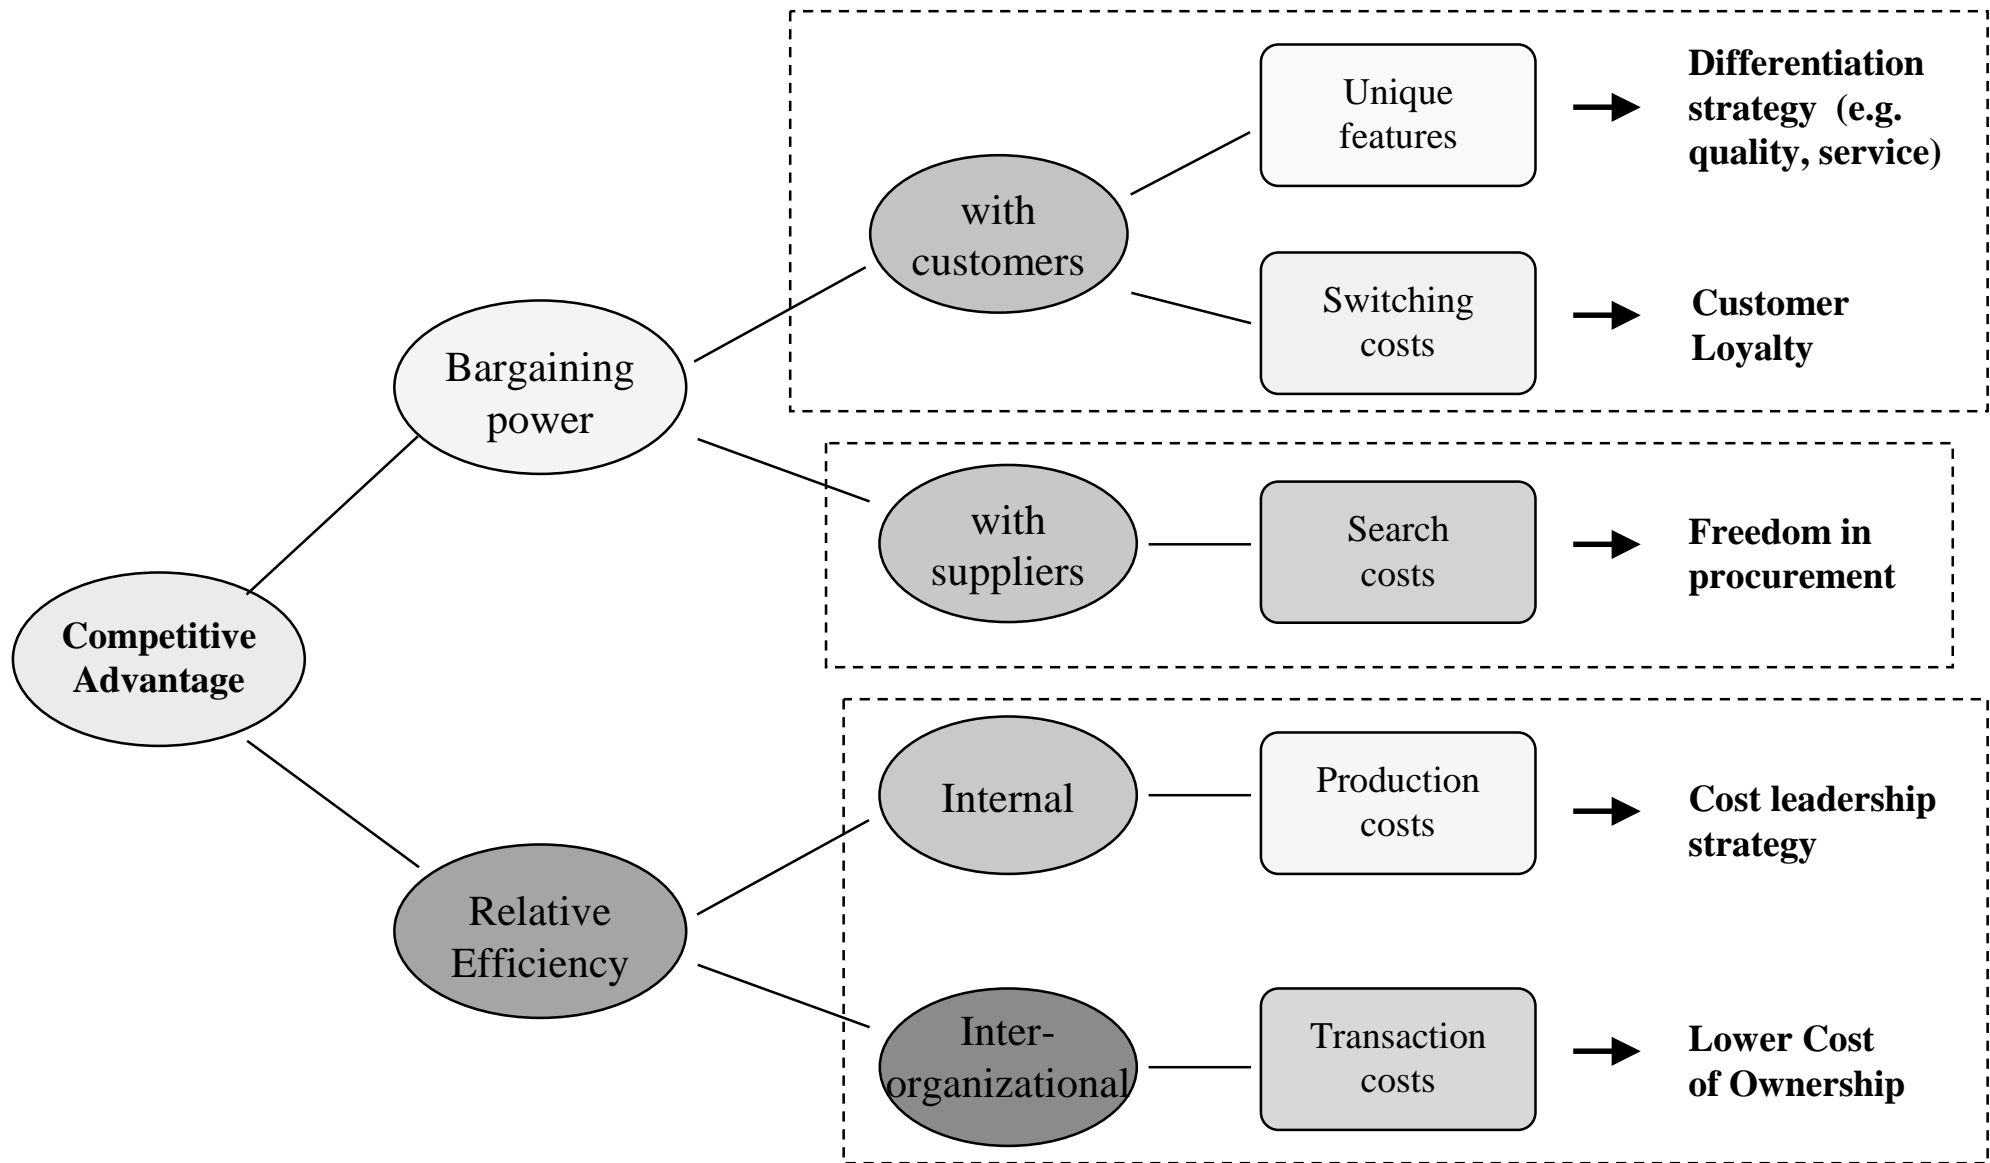 Competitive
Advantage
Bargaining
power
with
customers
Unique
features
Differentiation
strategy  (e.g.
quality, service)
Switching
costs
Customer
Loyalty
with
suppliers
Search
costs
Freedom in
procurement
Relative
Efficiency
Internal
Production
costs
Cost leadership
strategy
Inter-
organizational
Transaction
costs
Lower Cost
of Ownership